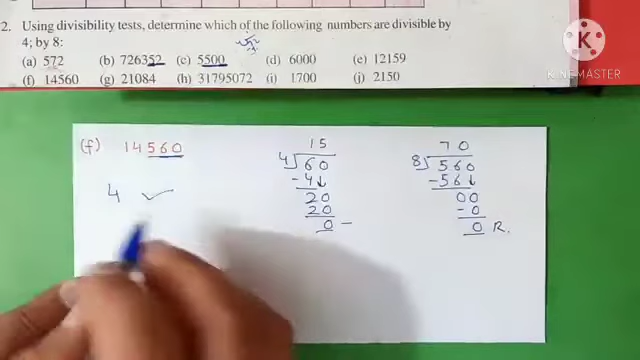 2. Using divisibility tests, determine which of the following numbers are divisible by
4; by 8:
(a) 572 (b) 726352 (c) 5500 (d) 6000 (e) 12159
(f) 14560 (g) 21084 (h) 31795072 (i) 1700 (j) 2150
K
KINEMASTER
(f) 14560
4 ✓
15
4)60
-4↓
20
20
0 -
70
8)560
-56↓
00
-0
0 R.